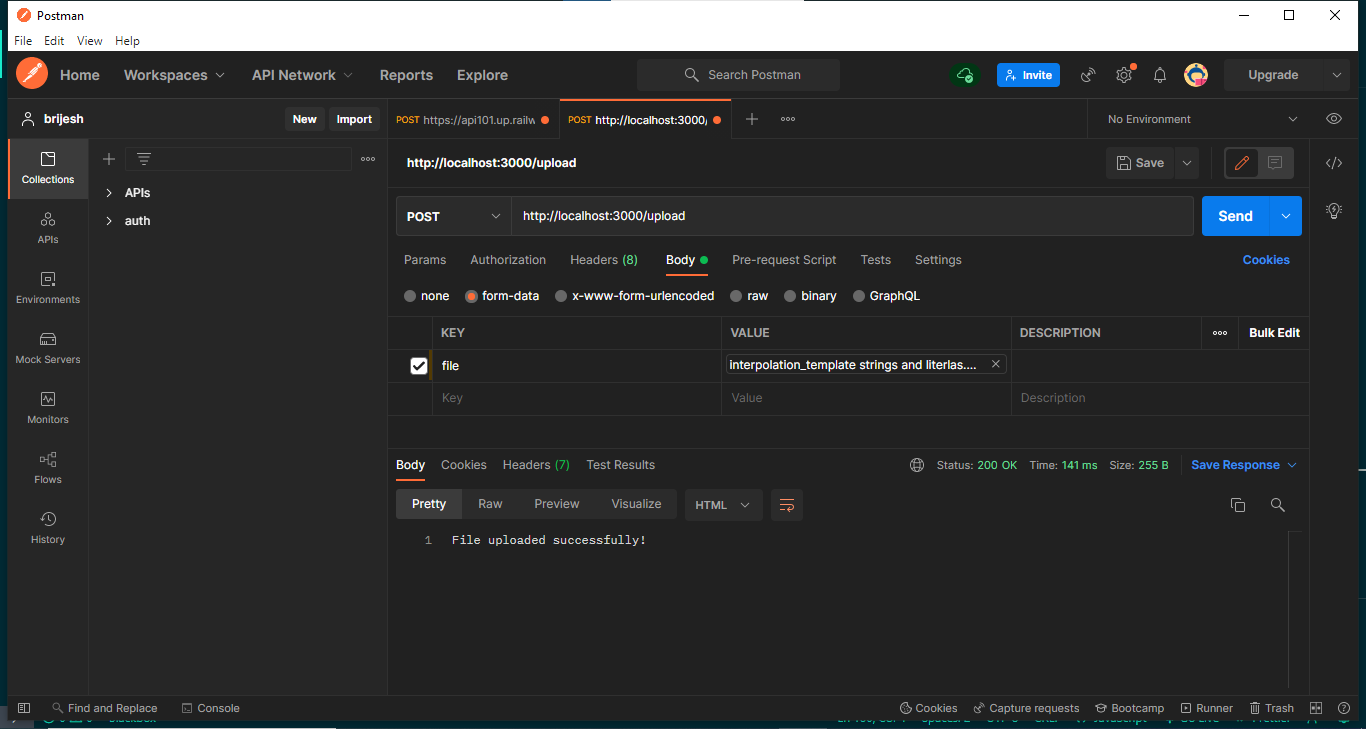 Postman
File Edit View Help
Home Workspaces API Network Reports Explore Search Postman Invite Upgrade
brijesh New Import
POST https://api101.up.railw POST http://localhost:3000/ No Environment
Collections
APIs
Environments
Mock Servers
Monitors
Flows
History
APIs
auth
http://localhost:3000/upload Save
POST http://localhost:3000/upload Send
Params Authorization Headers (8) Body Pre-request Script Tests Settings Cookies
none form-data x-www-form-urlencoded raw binary GraphQL
KEY VALUE DESCRIPTION Bulk Edit
file interpolation_template strings and literlas....
Key Value Description
Body Cookies Headers (7) Test Results Status: 200 OK Time: 141 ms Size: 255 B Save Response
Pretty Raw Preview Visualize HTML
1 File uploaded successfully!
Find and Replace Console Cookies Capture requests Bootcamp Runner Trash